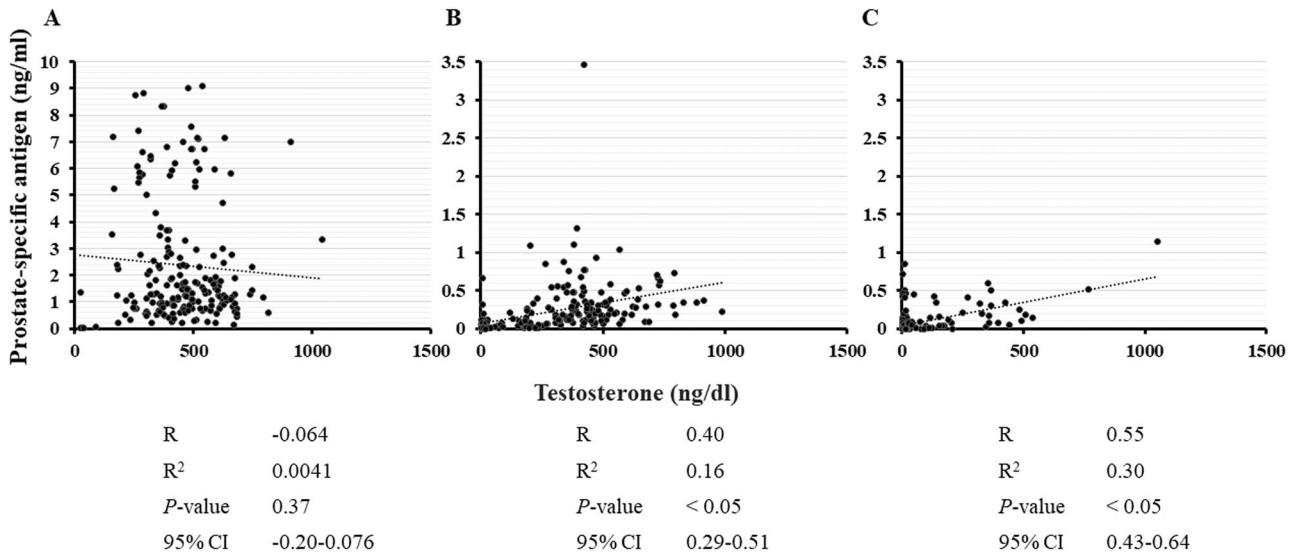 A
B
C
Prostate-specific antigen (ng/ml)
10
9
8
7
6
5
4
3
2
1
0
0 500 1000 1500
3.5
3
2.5
2
1.5
1
0.5
0
0 500 1000 1500
3.5
3
2.5
2
1.5
1
0.5
0
0 500 1000 1500
Testosterone (ng/dl)
R -0.064
R² 0.0041
P-value 0.37
95% CI -0.20-0.076
R 0.40
R² 0.16
P-value < 0.05
95% CI 0.29-0.51
R 0.55
R² 0.30
P-value < 0.05
95% CI 0.43-0.64